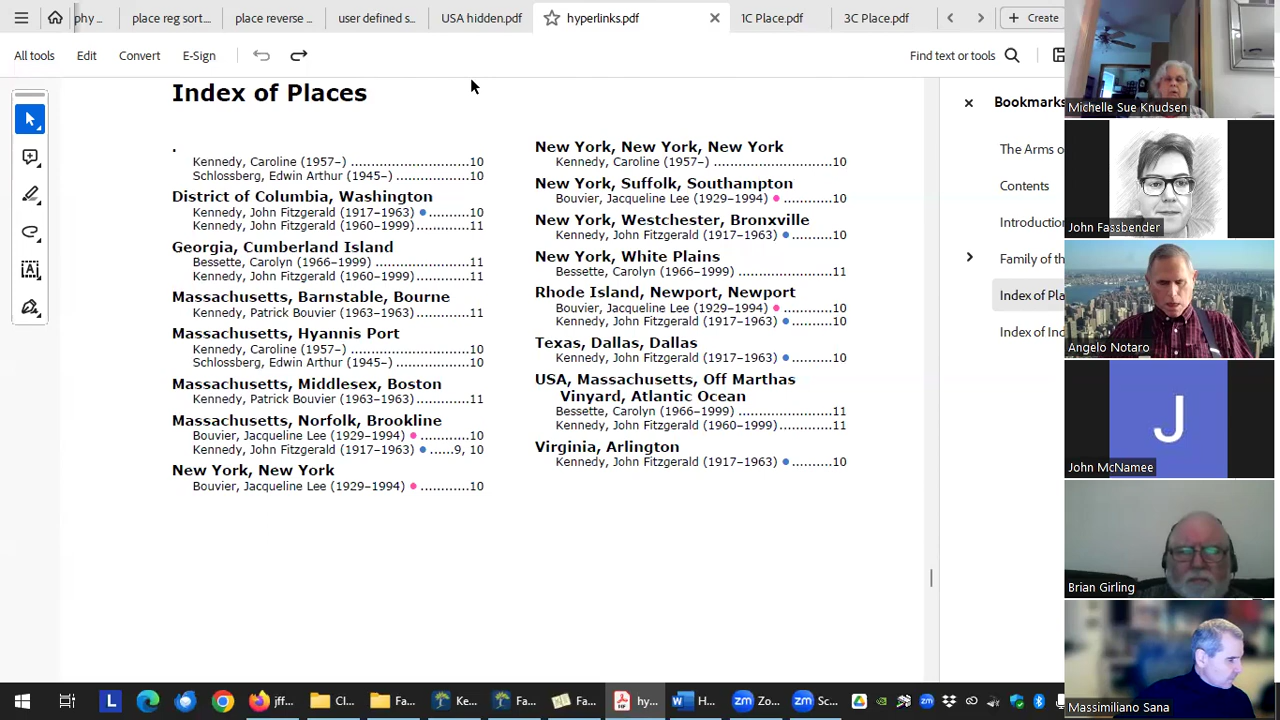 phy ...
place reg sort....
place reverse ...
user defined s...
USA hidden.pdf
hyperlinks.pdf
1C Place.pdf
3C Place.pdf
Create
All tools
Edit
Convert
E-Sign
Find text or tools
Index of Places
.
Kennedy, Caroline (1957–) ..........................10
Schlossberg, Edwin Arthur (1945–) .................10
District of Columbia, Washington
Kennedy, John Fitzgerald (1917–1963) ..........10
Kennedy, John Fitzgerald (1960–1999)............11
Georgia, Cumberland Island
Bessette, Carolyn (1966–1999) .....................11
Kennedy, John Fitzgerald (1960–1999)............11
Massachusetts, Barnstable, Bourne
Kennedy, Patrick Bouvier (1963–1963)............11
Massachusetts, Hyannis Port
Kennedy, Caroline (1957–) ..........................10
Schlossberg, Edwin Arthur (1945–) .................10
Massachusetts, Middlesex, Boston
Kennedy, Patrick Bouvier (1963–1963)............11
Massachusetts, Norfolk, Brookline
Bouvier, Jacqueline Lee (1929–1994) ............10
Kennedy, John Fitzgerald (1917–1963) ......9, 10
New York, New York
Bouvier, Jacqueline Lee (1929–1994) ............10
New York, New York, New York
Kennedy, Caroline (1957–) ..........................10
New York, Suffolk, Southampton
Bouvier, Jacqueline Lee (1929–1994) ............10
New York, Westchester, Bronxville
Kennedy, John Fitzgerald (1917–1963) ..........10
New York, White Plains
Bessette, Carolyn (1966–1999) .....................11
Rhode Island, Newport, Newport
Bouvier, Jacqueline Lee (1929–1994) ............10
Kennedy, John Fitzgerald (1917–1963) ..........10
Texas, Dallas, Dallas
Kennedy, John Fitzgerald (1917–1963) ..........10
USA, Massachusetts, Off Marthas
Vinyard, Atlantic Ocean
Bessette, Carolyn (1966–1999) .....................11
Kennedy, John Fitzgerald (1960–1999)............11
Virginia, Arlington
Kennedy, John Fitzgerald (1917–1963) ..........10
Bookmarks
The Arms o
Contents
Introduction
Family of th
Index of Pla
Index of Ind
Michelle Sue Knudsen
John Fassbender
Angelo Notaro
J
John McNamee
Brian Girling
Massimiliano Sana
L
jff...
Cl...
Fa...
Ke...
Fa...
Fa...
hy...
H...
Zo...
Sc...